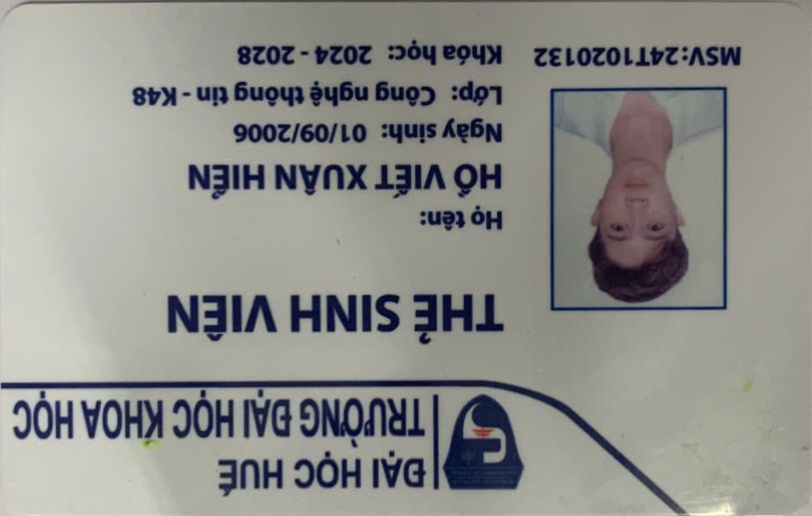 ĐẠI HỌC HUẾ
TRƯỜNG ĐẠI HỌC KHOA HỌC
THẺ SINH VIÊN
Họ tên:
HỒ VIẾT XUÂN HIỂN
Ngày sinh: 01/09/2006
Lớp: Công nghệ thông tin - K48
Khóa học: 2024 - 2028
MSV: 24T1020132